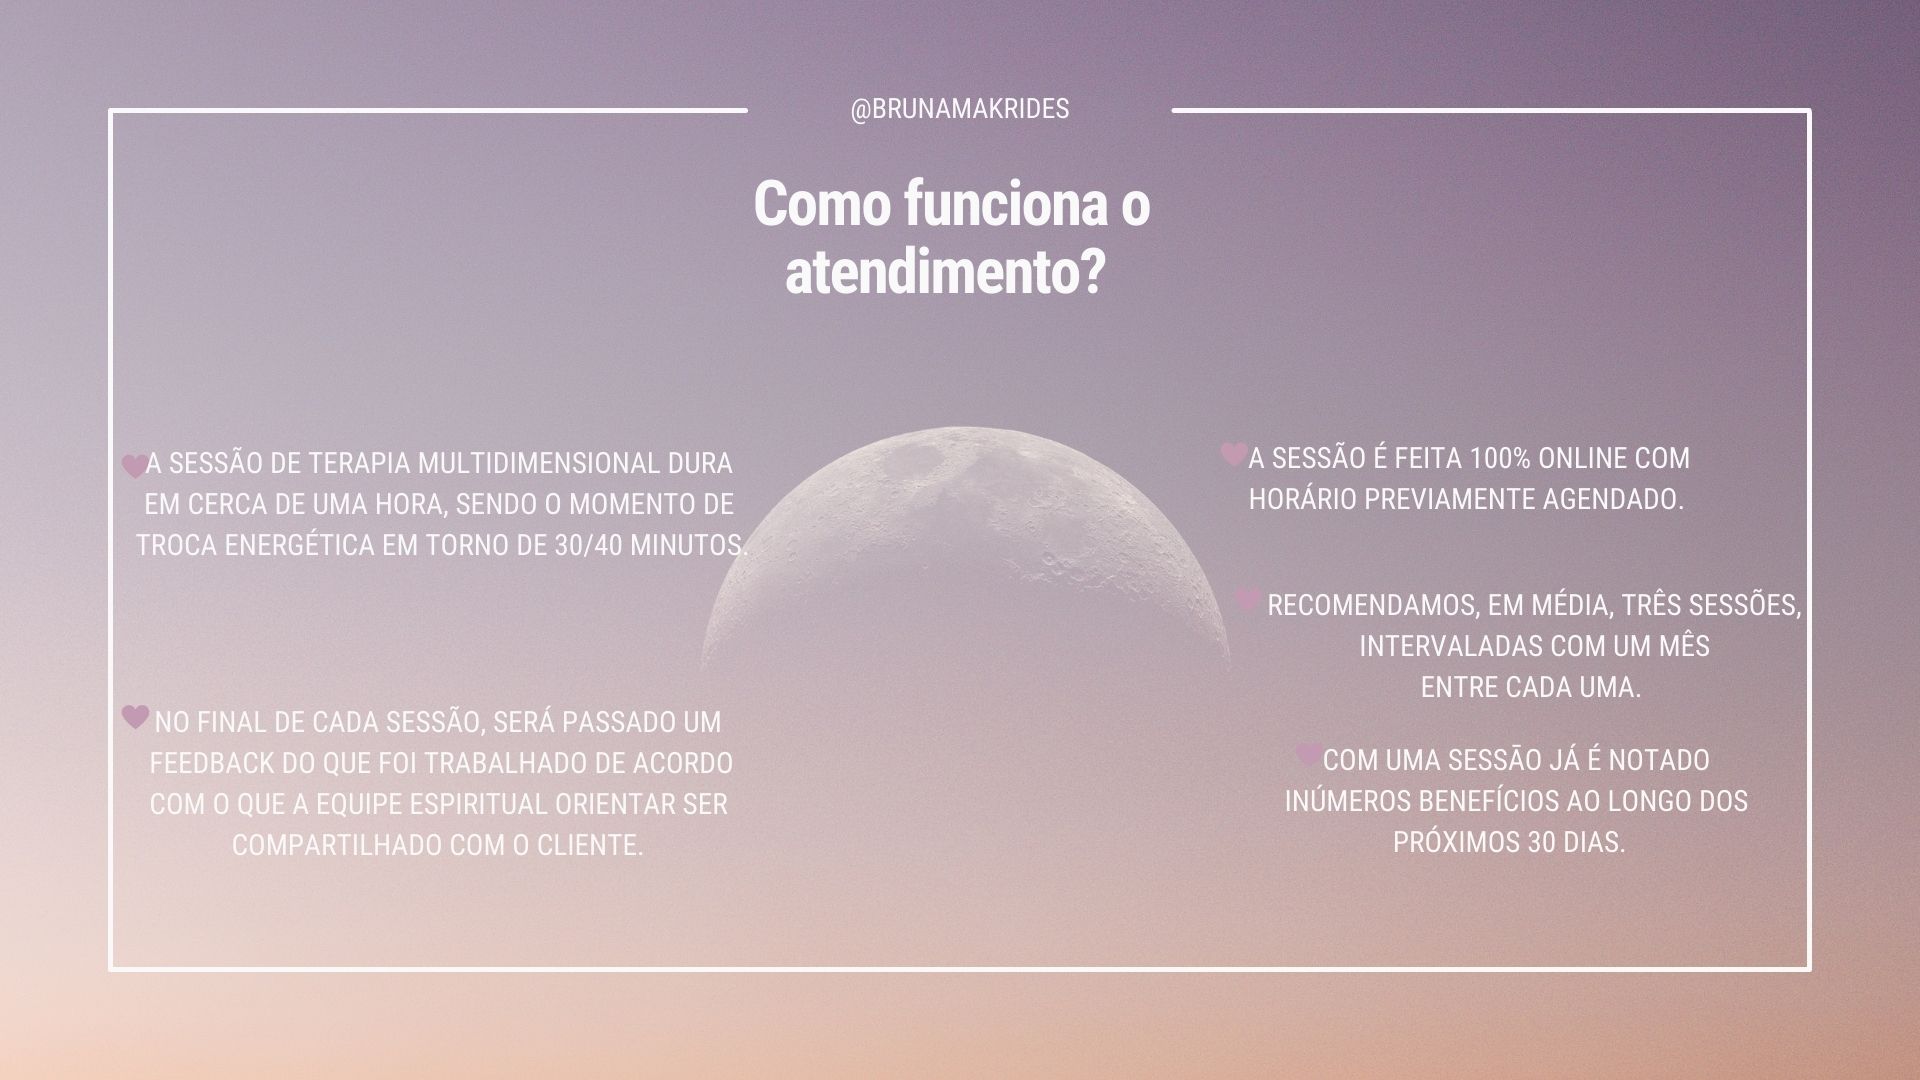 @BRUNAMAKRIDES
Como funciona o
atendimento?
A SESSÃO DE TERAPIA MULTIDIMENSIONAL DURA
EM CERCA DE UMA HORA, SENDO O MOMENTO DE
TROCA ENERGÉTICA EM TORNO DE 30/40 MINUTOS.
NO FINAL DE CADA SESSÃO, SERÁ PASSADO UM
FEEDBACK DO QUE FOI TRABALHADO DE ACORDO
COM O QUE A EQUIPE ESPIRITUAL ORIENTAR SER
COMPARTILHADO COM O CLIENTE.
A SESSÃO É FEITA 100% ONLINE COM
HORÁRIO PREVIAMENTE AGENDADO.
RECOMENDAMOS, EM MÉDIA, TRÊS SESSÕES,
INTERVALADAS COM UM MÊS
ENTRE CADA UMA.
COM UMA SESSÃO JÁ É NOTADO
INÚMEROS BENEFÍCIOS AO LONGO DOS
PRÓXIMOS 30 DIAS.